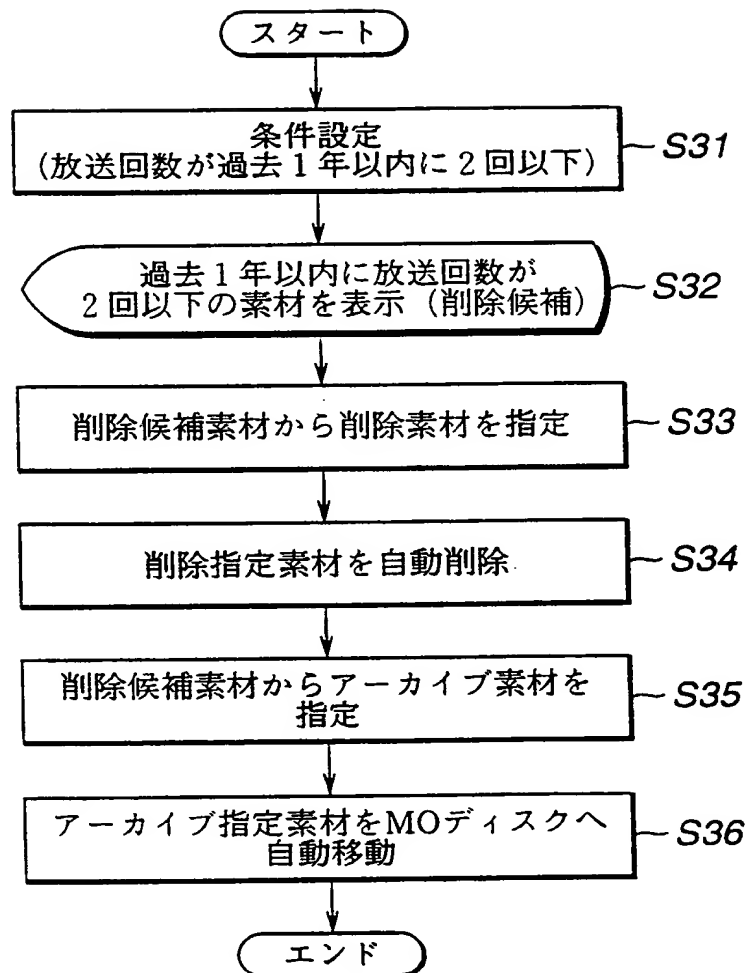 スタート
条件設定
(放送回数が過去1年以内に2回以下)
S31
過去1年以内に放送回数が
2回以下の素材を表示(削除候補)
S32
削除候補素材から削除素材を指定
S33
削除指定素材を自動削除
S34
削除候補素材からアーカイブ素材を
指定
S35
アーカイブ指定素材をMOディスクへ
自動移動
S36
エンド